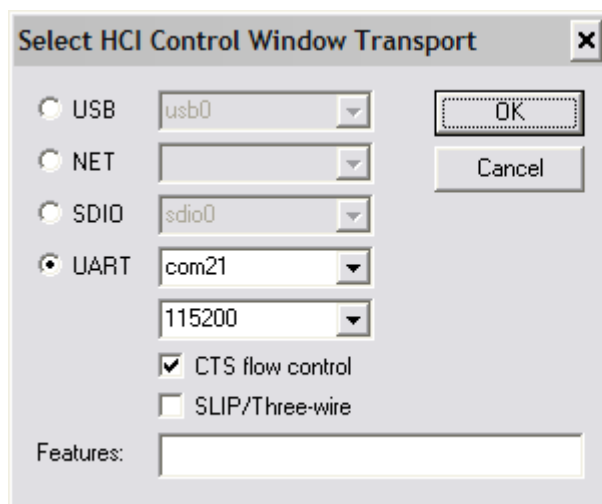 Select HCI Control Window Transport
USB usb0 OK
NET Cancel
SDIO sdio0
UART com21
115200
CTS flow control
SLIP/Three-wire
Features: